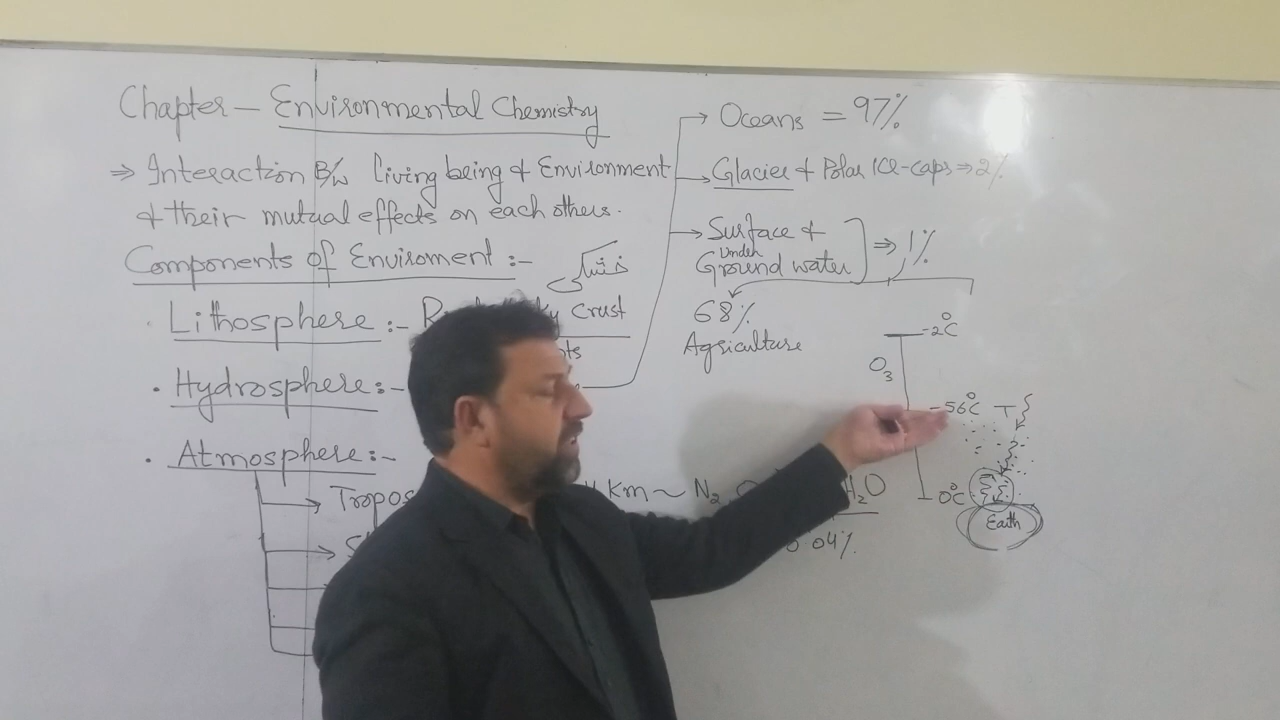 Chapter – Environmental Chemistry
⇒ Interaction B/w living being & Environment
& their mutual effects on each others.
Components of Enviroment :-
خشکی
Lithosphere :- Crust
• Hydrosphere :-
• Atmosphere :-
→ Oceans = 97%
→ Glacier & Polar Ice-caps ⇒ 2%
→ Surface &
Under
Ground water ⇒ 1%
68%
Agriculture
-2°C
O3
-56°C
0°C
Earth
Km ~ N2 H2O
0.04%